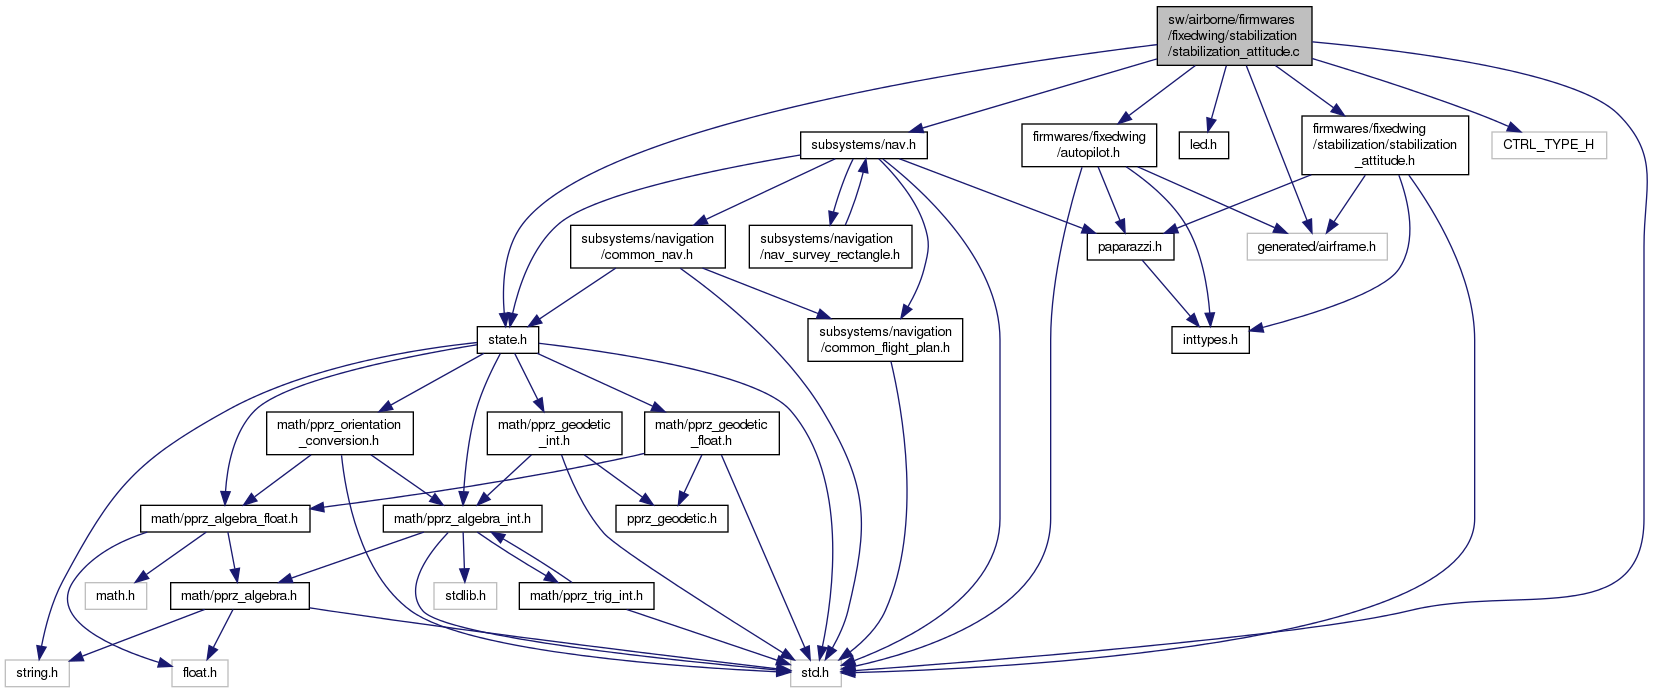 sw/airborne/firmwares
/fixedwing/stabilization
/stabilization_attitude.c
subsystems/nav.h
firmwares/fixedwing
/autopilot.h
led.h
firmwares/fixedwing
/stabilization/stabilization
_attitude.h
CTRL_TYPE_H
subsystems/navigation
/common_nav.h
subsystems/navigation
/nav_survey_rectangle.h
paparazzi.h
generated/airframe.h
state.h
subsystems/navigation
/common_flight_plan.h
inttypes.h
math/pprz_orientation
_conversion.h
math/pprz_geodetic
_int.h
math/pprz_geodetic
_float.h
math/pprz_algebra_float.h
math/pprz_algebra_int.h
pprz_geodetic.h
math.h
math/pprz_algebra.h
stdlib.h
math/pprz_trig_int.h
string.h
float.h
std.h